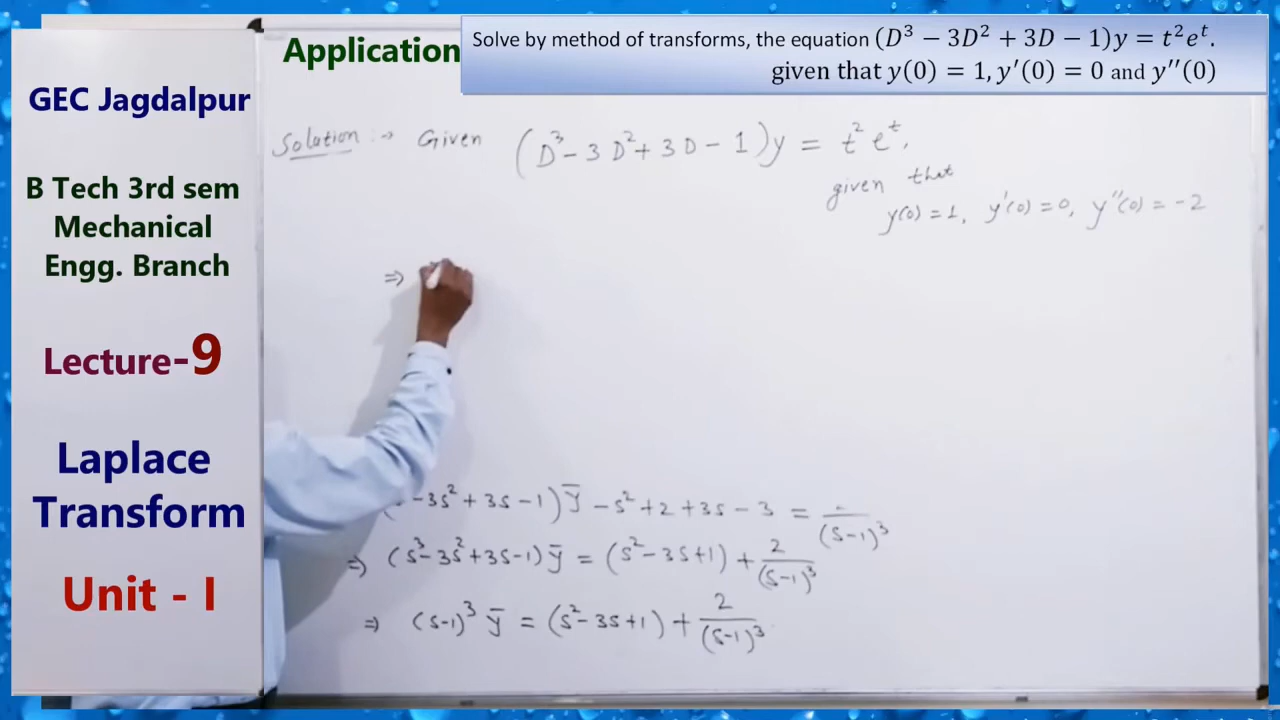 Application
Solve by method of transforms, the equation (D³ − 3D² + 3D − 1)y = t²eᵗ.
given that y(0) = 1, y′(0) = 0 and y′′(0)
GEC Jagdalpur
B Tech 3rd sem
Mechanical
Engg. Branch
Lecture-9
Laplace
Transform
Unit - I
Solution :→ Given (D³ - 3D² + 3D - 1)y = t² eᵗ.
given that
y(0) = 1, y'(0) = 0, y''(0) = -2
⇒
-3s² + 3s - 1) ȳ - s² + 2 + 3s - 3 = /(s-1)³
⇒ (s³ - 3s² + 3s - 1) ȳ = (s² - 3s + 1) + 2/(s-1)³
⇒ (s-1)³ ȳ = (s² - 3s + 1) + 2/(s-1)³